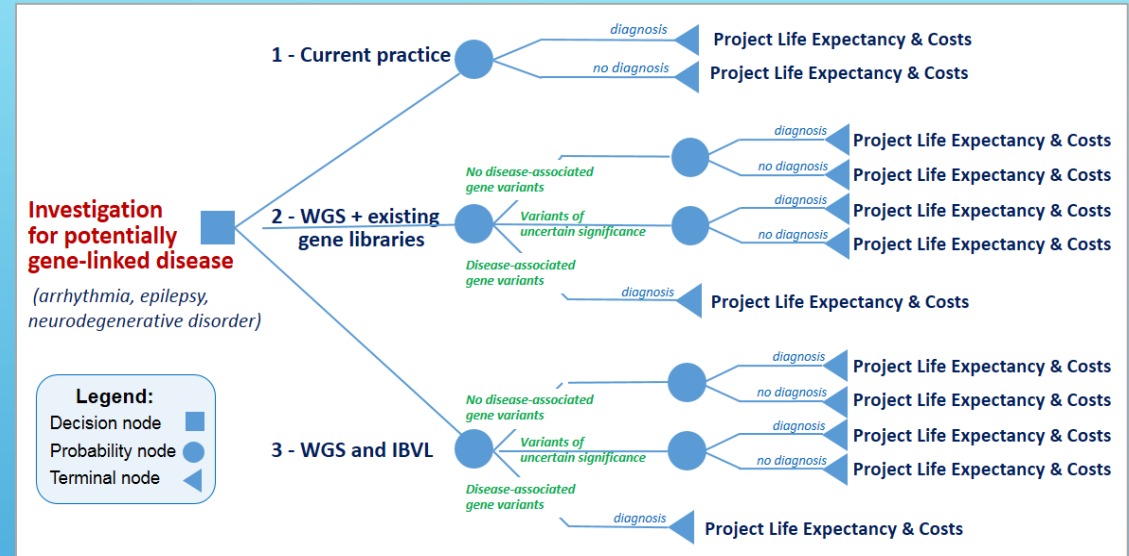 diagnosis
Project Life Expectancy & Costs
1 - Current practice
no diagnosis
Project Life Expectancy & Costs
Investigation
for potentially
gene-linked disease
(arrhythmia, epilepsy,
neurodegenerative disorder)
2 - WGS + existing
gene libraries
No disease-associated
gene variants
diagnosis
Project Life Expectancy & Costs
no diagnosis
Project Life Expectancy & Costs
Variants of
uncertain significance
diagnosis
Project Life Expectancy & Costs
no diagnosis
Project Life Expectancy & Costs
Disease-associated
gene variants
diagnosis
Project Life Expectancy & Costs
3 - WGS and IBVL
No disease-associated
gene variants
diagnosis
Project Life Expectancy & Costs
no diagnosis
Project Life Expectancy & Costs
Variants of
uncertain significance
diagnosis
Project Life Expectancy & Costs
no diagnosis
Project Life Expectancy & Costs
Disease-associated
gene variants
diagnosis
Project Life Expectancy & Costs
Legend:
Decision node
Probability node
Terminal node